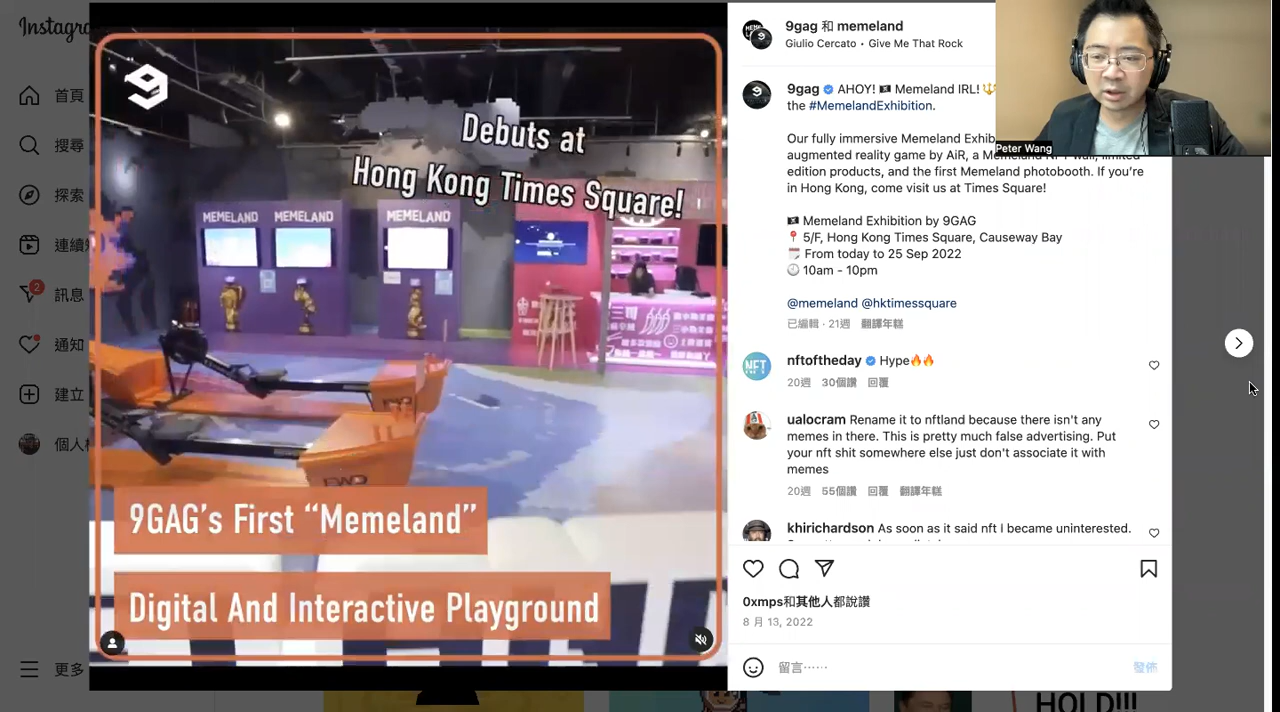 Instagra
首頁
搜尋
探索
連續
2
訊息
通知
建立
個人
更多
Debuts at
Hong Kong Times Square!
MEMELAND
MEMELAND
MEMELAND
EWD
9GAG's First "Memeland"
Digital And Interactive Playground
9gag 和 memeland
Giulio Cercato • Give Me That Rock
9gag AHOY! 🏴‍☠️ Memeland IRL! 🔱
the #MemelandExhibition.
Our fully immersive Memeland Exhib
augmented reality game by AiR, a Memeland NFT wall, limited
edition products, and the first Memeland photobooth. If you're
in Hong Kong, come visit us at Times Square!
🏴‍☠️ Memeland Exhibition by 9GAG
📍 5/F, Hong Kong Times Square, Causeway Bay
🗓 From today to 25 Sep 2022
🕙 10am - 10pm
@memeland @hktimessquare
已編輯 · 21週 翻譯年糕
NFT
nftoftheday Hype🔥🔥
20週 30個讚 回覆
ualocram Rename it to nftland because there isn't any
memes in there. This is pretty much false advertising. Put
your nft shit somewhere else just don't associate it with
memes
20週 55個讚 回覆 翻譯年糕
khirichardson As soon as it said nft I became uninterested.
0xmps和其他人都說讚
8 月 13, 2022
留言⋯⋯
發佈
Peter Wang
HOLD!!!